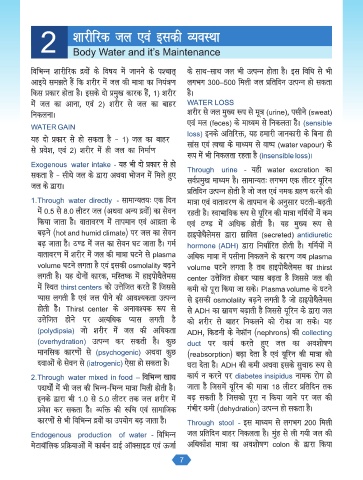 2
शारीरिक जल एवं इसकी व्यवस्था
Body Water and it's Maintenance
विभिन्न शारीरिक द्रवों के विषय में जानने के पश्चात्
आइये समझते हैं कि शरीर में जल की मात्रा का नियंत्रण
किस प्रकार होता है। इसके दो प्रमुख कारक हैं, 1) शरीर
में जल का आना, एवं 2) शरीर से जल का बाहर
निकलना।
WATER GAIN
यह दो प्रकार से हो सकता है - 1) जल का बाहर
से प्रवेश, एवं 2) शरीर में ही जल का निर्माण
Exogenous water intake - यह भी दो प्रकार से हो
सकता है - सीधे जल के द्वारा अथवा भोजन में मिले हुए
जल के द्वारा।
1.Through water directly - सामान्यतः एक दिन
में 0.5 से 8.0 लीटर जल (अथवा अन्य द्रवों) का सेवन
किया जाता है। वातावरण में तापमान एवं आर्द्रता के
बढ़ने (hot and humid climate) पर जल का सेवन
बढ़ जाता है। ठण्ड में जल का सेवन घट जाता है। गर्म
वातावरण में शरीर में जल की मात्रा घटने से plasma
volume घटने लगता है एवं इसकी osmolality बढ़ने
लगती है। यह दोनों कारक, मस्तिष्क में हाइपोथैलेमस
में स्थित thirst centers को उत्तेजित करते हैं जिससे
प्यास लगती है एवं जल पीने की आवश्यकता उत्पन्न
होती है। Thirst center के अनावश्यक रूप से
उत्तेजित होने पर अत्यधिक प्यास लगती है
(polydipsia) जो शरीर में जल की अधिकता
(overhydration) उत्पन्न कर सकती है। कुछ
मानसिक कारणों से (psychogenic) अथवा कुछ
दवाओं के सेवन से (iatrogenic) ऐसा हो सकता है।
2.Through water mixed in food – विभिन्न खाद्य
पदार्थों में भी जल की भिन्न-भिन्न मात्रा मिली होती है।
इनके द्वारा भी 1.0 से 5.0 लीटर तक जल शरीर में
प्रवेश कर सकता है। व्यक्ति की रूचि एवं सामाजिक
कारणों से भी विभिन्न द्रवों का उपयोग बढ़ जाता है।
Endogenous production of water - विभिन्न
मेटाबॉलिक प्रक्रियाओं में कार्बन डाई ऑक्साइड एवं ऊर्जा
के साथ-साथ जल भी उत्पन्न होता है। इस विधि से भी
लगभग 300–500 मिली जल प्रतिदिन उत्पन्न हो सकता
है।
WATER LOSS
शरीर से जल मुख्य रूप से मूत्र (urine), पसीने (sweat)
एवं मल (feces) के माध्यम से निकलता है। (sensible
loss) इनके अतिरिक्त, यह हमारी जानकारी के बिना ही
सांस एवं त्वचा के माध्यम से वाष्प (water vapour) के
रूप में भी निकलता रहता है (insensible loss)।
Through urine - यही water excretion का
सर्वप्रमुख माध्यम है। सामान्यतः लगभग एक लीटर यूरिन
प्रतिदिन उत्पन्न होती है जो जल एवं नमक ग्रहण करने की
मात्रा एवं वातावरण के तापमान के अनुसार घटती-बढ़ती
रहती है। स्वाभाविक रूप से यूरिन की मात्रा गर्मियों में कम
एवं ठण्ड में अधिक होती है। यह मुख्य रूप से
हाइपोथैलेमस द्वारा स्रावित (secreted) antidiuretic
hormone (ADH) द्वारा निर्धारित होती है। गर्मियों में
अधिक मात्रा में पसीना निकलने के कारण जब plasma
volume घटने लगता है तब हाइपोथैलेमस का thirst
center उत्तेजित होकर प्यास बढ़ता है जिससे जल की
कमी को पूरा किया जा सके। Plasma volume के घटने
से इसकी osmolality बढ़ने लगती है जो हाइपोथैलेमस
से ADH का स्रावण बढ़ाती है जिससे यूरिन के द्वारा जल
को शरीर से बाहर निकलने को रोका जा सके। यह
ADH, किडनी के नेफ्रॉन (nephrons) की collecting
duct पर कार्य करते हुए जल का अवशोषण
(reabsorption) बढ़ा देता है एवं यूरिन की मात्रा को
घटा देता है। ADH की कमी अथवा इसके सुचारु रूप से
कार्य न करने पर diabetes insipidus नामक रोग हो
जाता है जिसमें यूरिन की मात्रा 18 लीटर प्रतिदिन तक
बढ़ सकती है जिसको पूरा न किया जाने पर जल की
गंभीर कमी (dehydration) उत्पन्न हो सकता है।
Through stool - इस माध्यम से लगभग 200 मिली
जल प्रतिदिन बाहर निकलता है। मुंह से ली गयी जल की
अधिकाँश मात्रा का अवशोषण colon के द्वारा किया
7